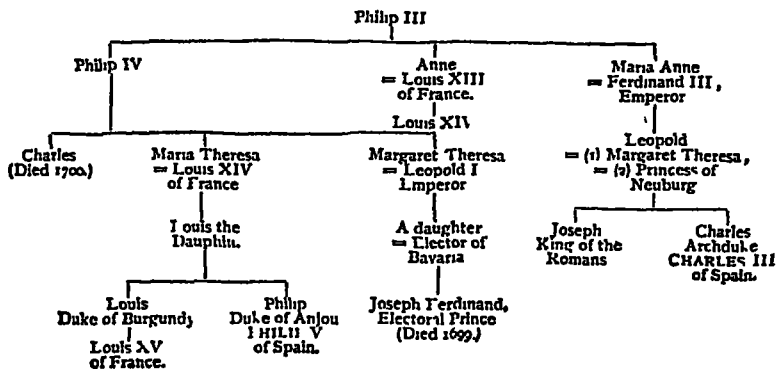 Philip III
Philip IV
Anne
= Louis XIII
of France.
Maria Anne
= Ferdinand III,
Emperor
Louis XIV
Charles
(Died 1700.)
Maria Theresa
= Louis XIV
of France
Margaret Theresa
= Leopold I
Emperor
Leopold
= (1) Margaret Theresa,
= (2) Princess of
Neuburg
Louis the
Dauphin.
A daughter
= Elector of
Bavaria
Joseph
King of the
Romans
Charles
Archduke
CHARLES III
of Spain.
Louis
Duke of Burgundy
Louis XV
of France.
Philip
Duke of Anjou
PHILIP V
of Spain.
Joseph Ferdinand,
Electoral Prince
(Died 1699.)